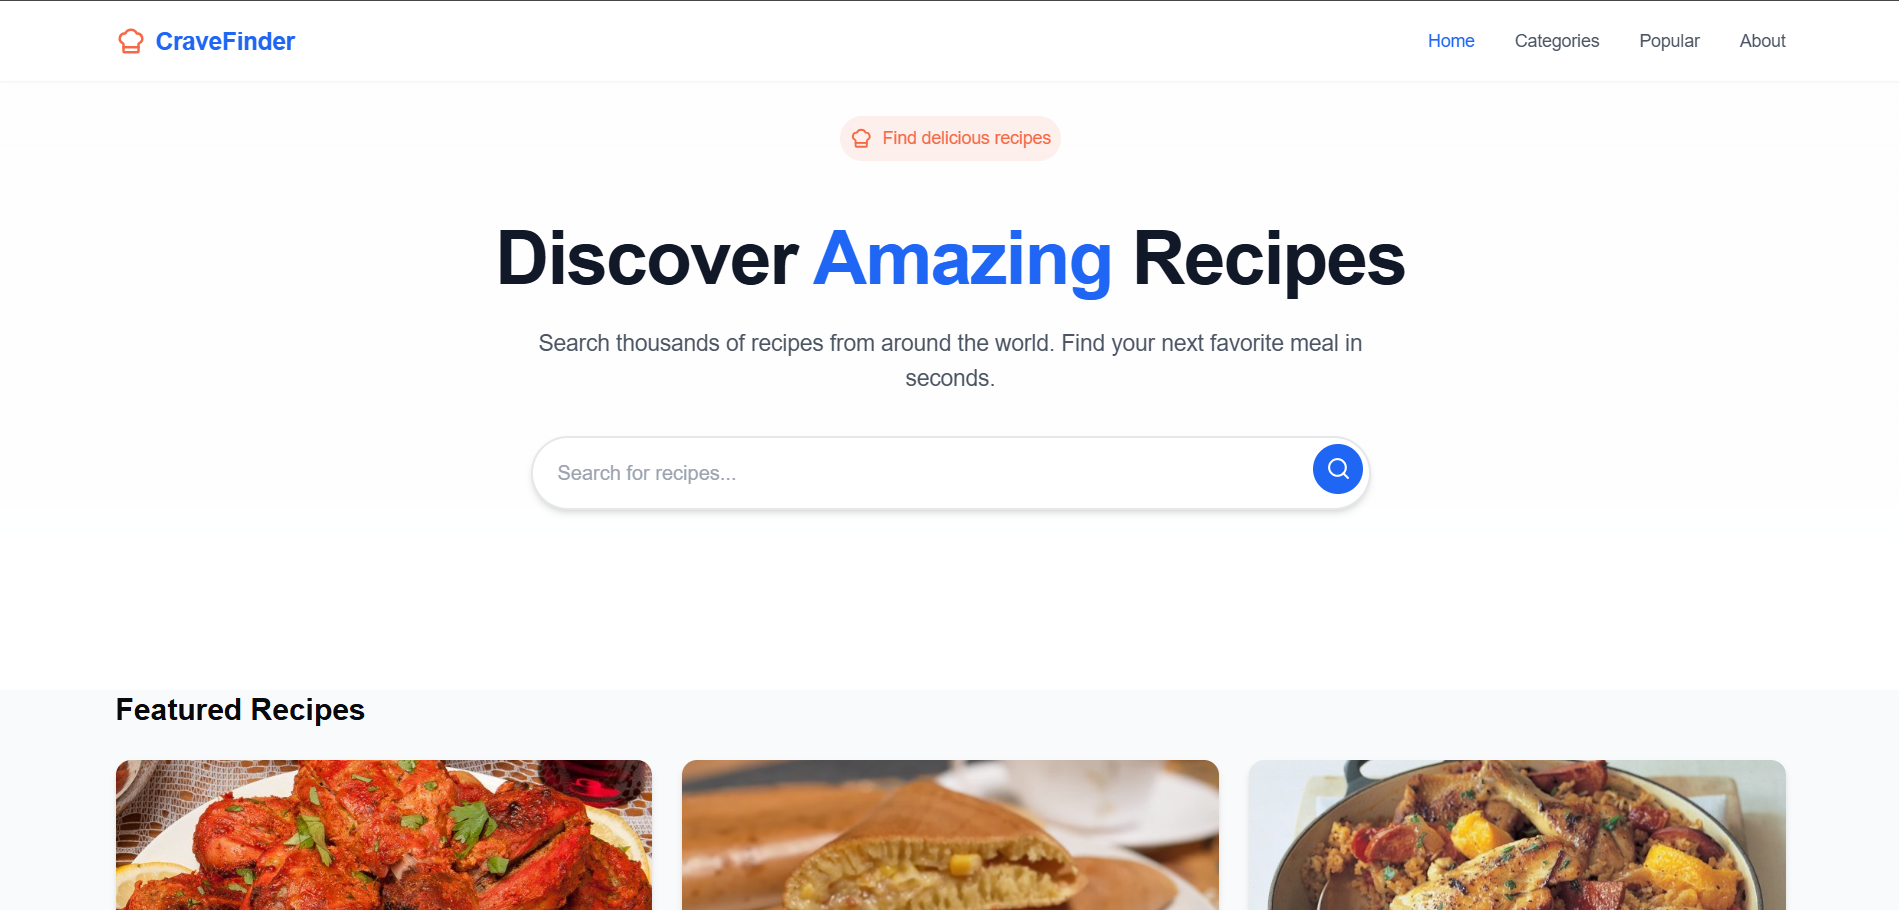 CraveFinder
Home Categories Popular About
Find delicious recipes
Discover Amazing Recipes
Search thousands of recipes from around the world. Find your next favorite meal in
seconds.
Search for recipes...
Featured Recipes